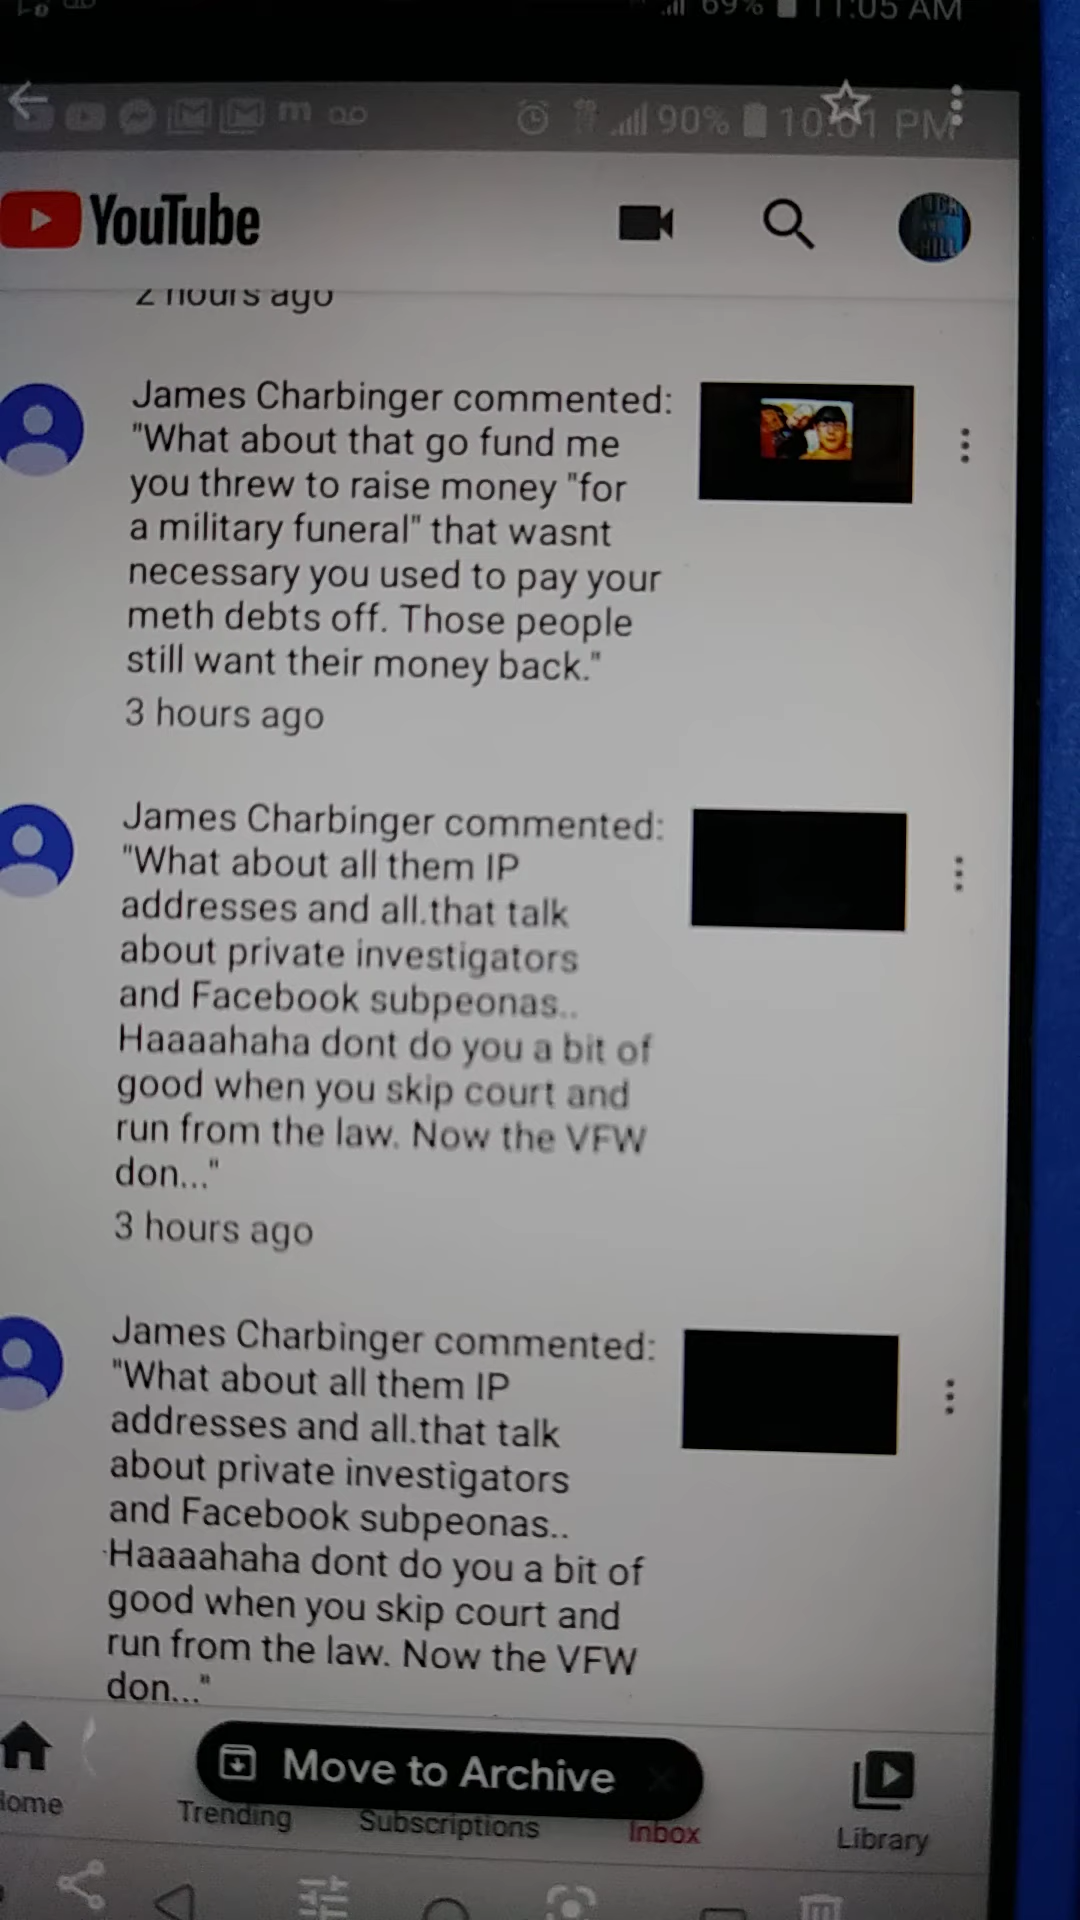 69% 11:05 AM
90% 10:01 PM
YouTube
2 hours ago
James Charbinger commented:
"What about that go fund me
you threw to raise money "for
a military funeral" that wasnt
necessary you used to pay your
meth debts off. Those people
still want their money back."
3 hours ago
James Charbinger commented:
"What about all them IP
addresses and all.that talk
about private investigators
and Facebook subpeonas..
Haaaahaha dont do you a bit of
good when you skip court and
run from the law. Now the VFW
don..."
3 hours ago
James Charbinger commented:
"What about all them IP
addresses and all.that talk
about private investigators
and Facebook subpeonas..
Haaaahaha dont do you a bit of
good when you skip court and
run from the law. Now the VFW
don..."
Move to Archive
Home Trending Subscriptions Inbox Library